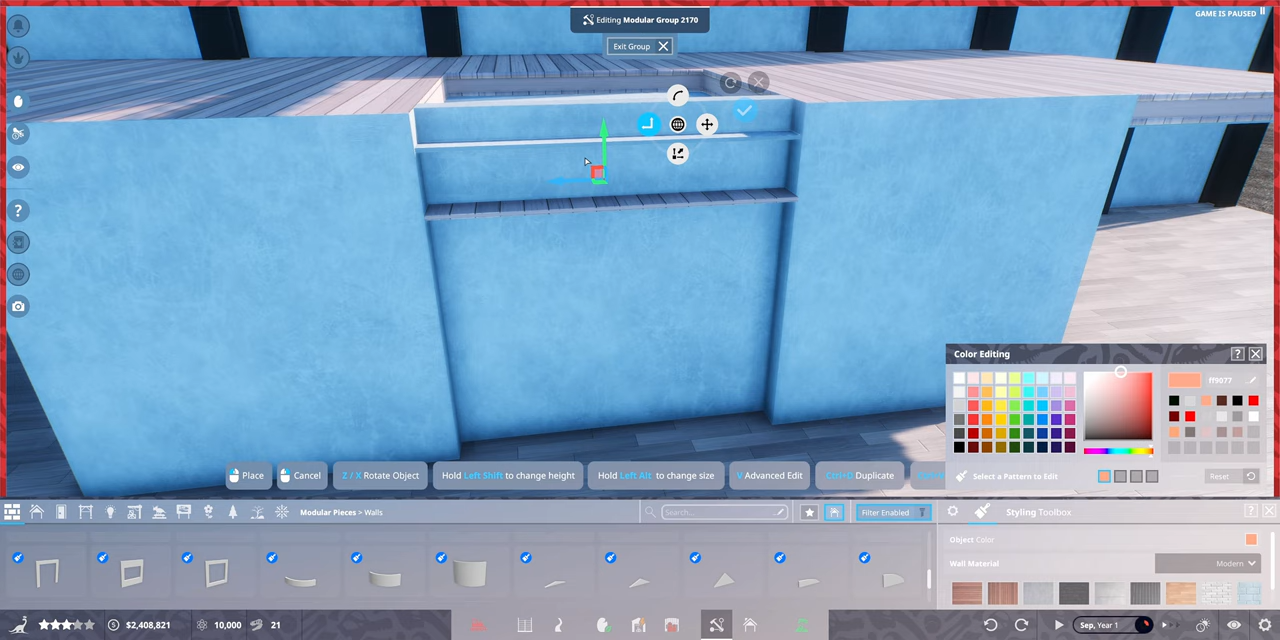 Editing Modular Group 2170
GAME IS PAUSED
Exit Group
Color Editing
?
ff9077
Select a Pattern to Edit
Reset
Place
Cancel
Z / X Rotate Object
Hold Left Shift to change height
Hold Left Alt to change size
V Advanced Edit
Ctrl+D Duplicate
Modular Pieces > Walls
Search...
Filter Enabled
Styling Toolbox
?
Object Color
Wall Material
Modern
$2,408,821
10,000
21
Sep, Year 1